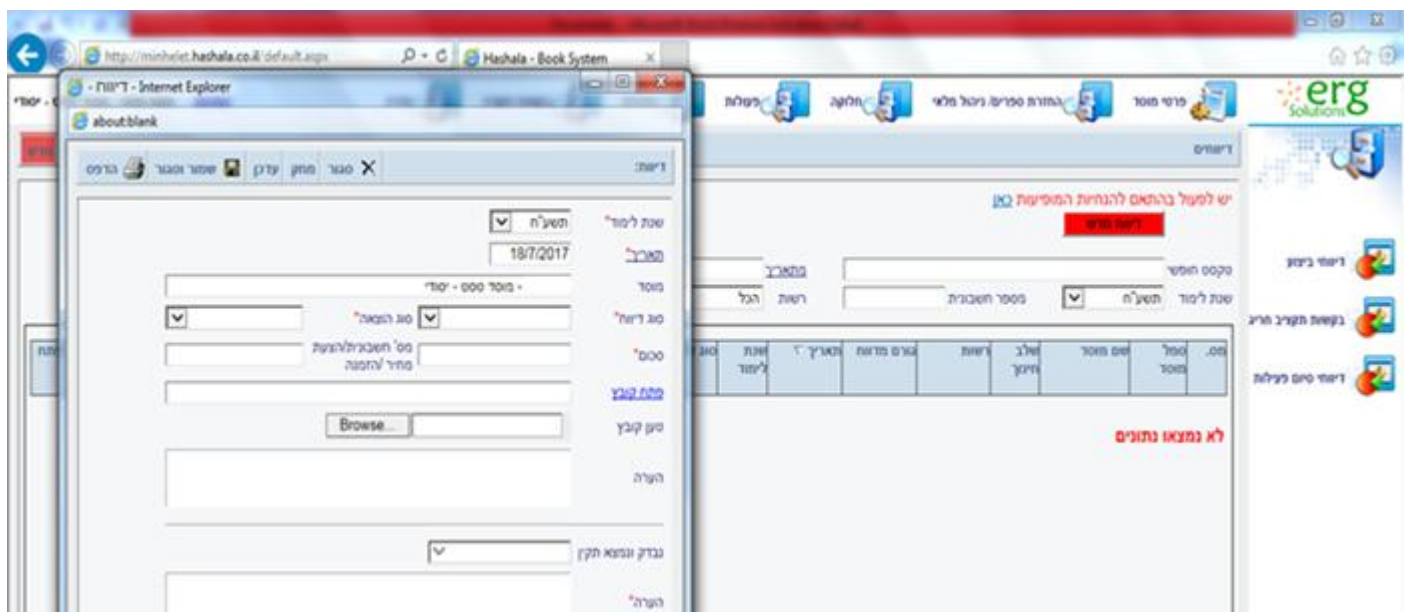 http://minhelet.hashala.co.il/default.aspx
Hashala - Book System
דיווח - Internet Explorer -
about:blank
erg
Solutions
פרטי מוסד
החזרת ספרים/ ניהול מלאי
חלוקה
פעולות
דיווחים
יש לפעול בהתאם להנחיות המופיעות כאן
דיווח חדש
טקסט חופשי
מתאריך
שנת לימוד תשע"ח
מספר חשבונית
רשות הכל
מס.
סמל מוסד
שם מוסד
שלב חינוך
רשות
גורם מדווח
תאריך
שנת לימוד
סוג
לא נמצאו נתונים
דיווחי ביצוע
בקשות תקציב חריג
דיווחי סיום פעילות
דיווח:
סגור
מחק
עדכן
שמור וסגור
הדפס
שנת לימוד* תשע"ח
תאריך* 18/7/2017
מוסד - מוסד טסט - יסודי
סוג דיווח*
סוג הוצאה*
סכום*
מס' חשבונית/הצעת
מחיר /הזמנה
פתח קובץ
טען קובץ
Browse...
הערה
נבדק ונמצא תקין
הערה*